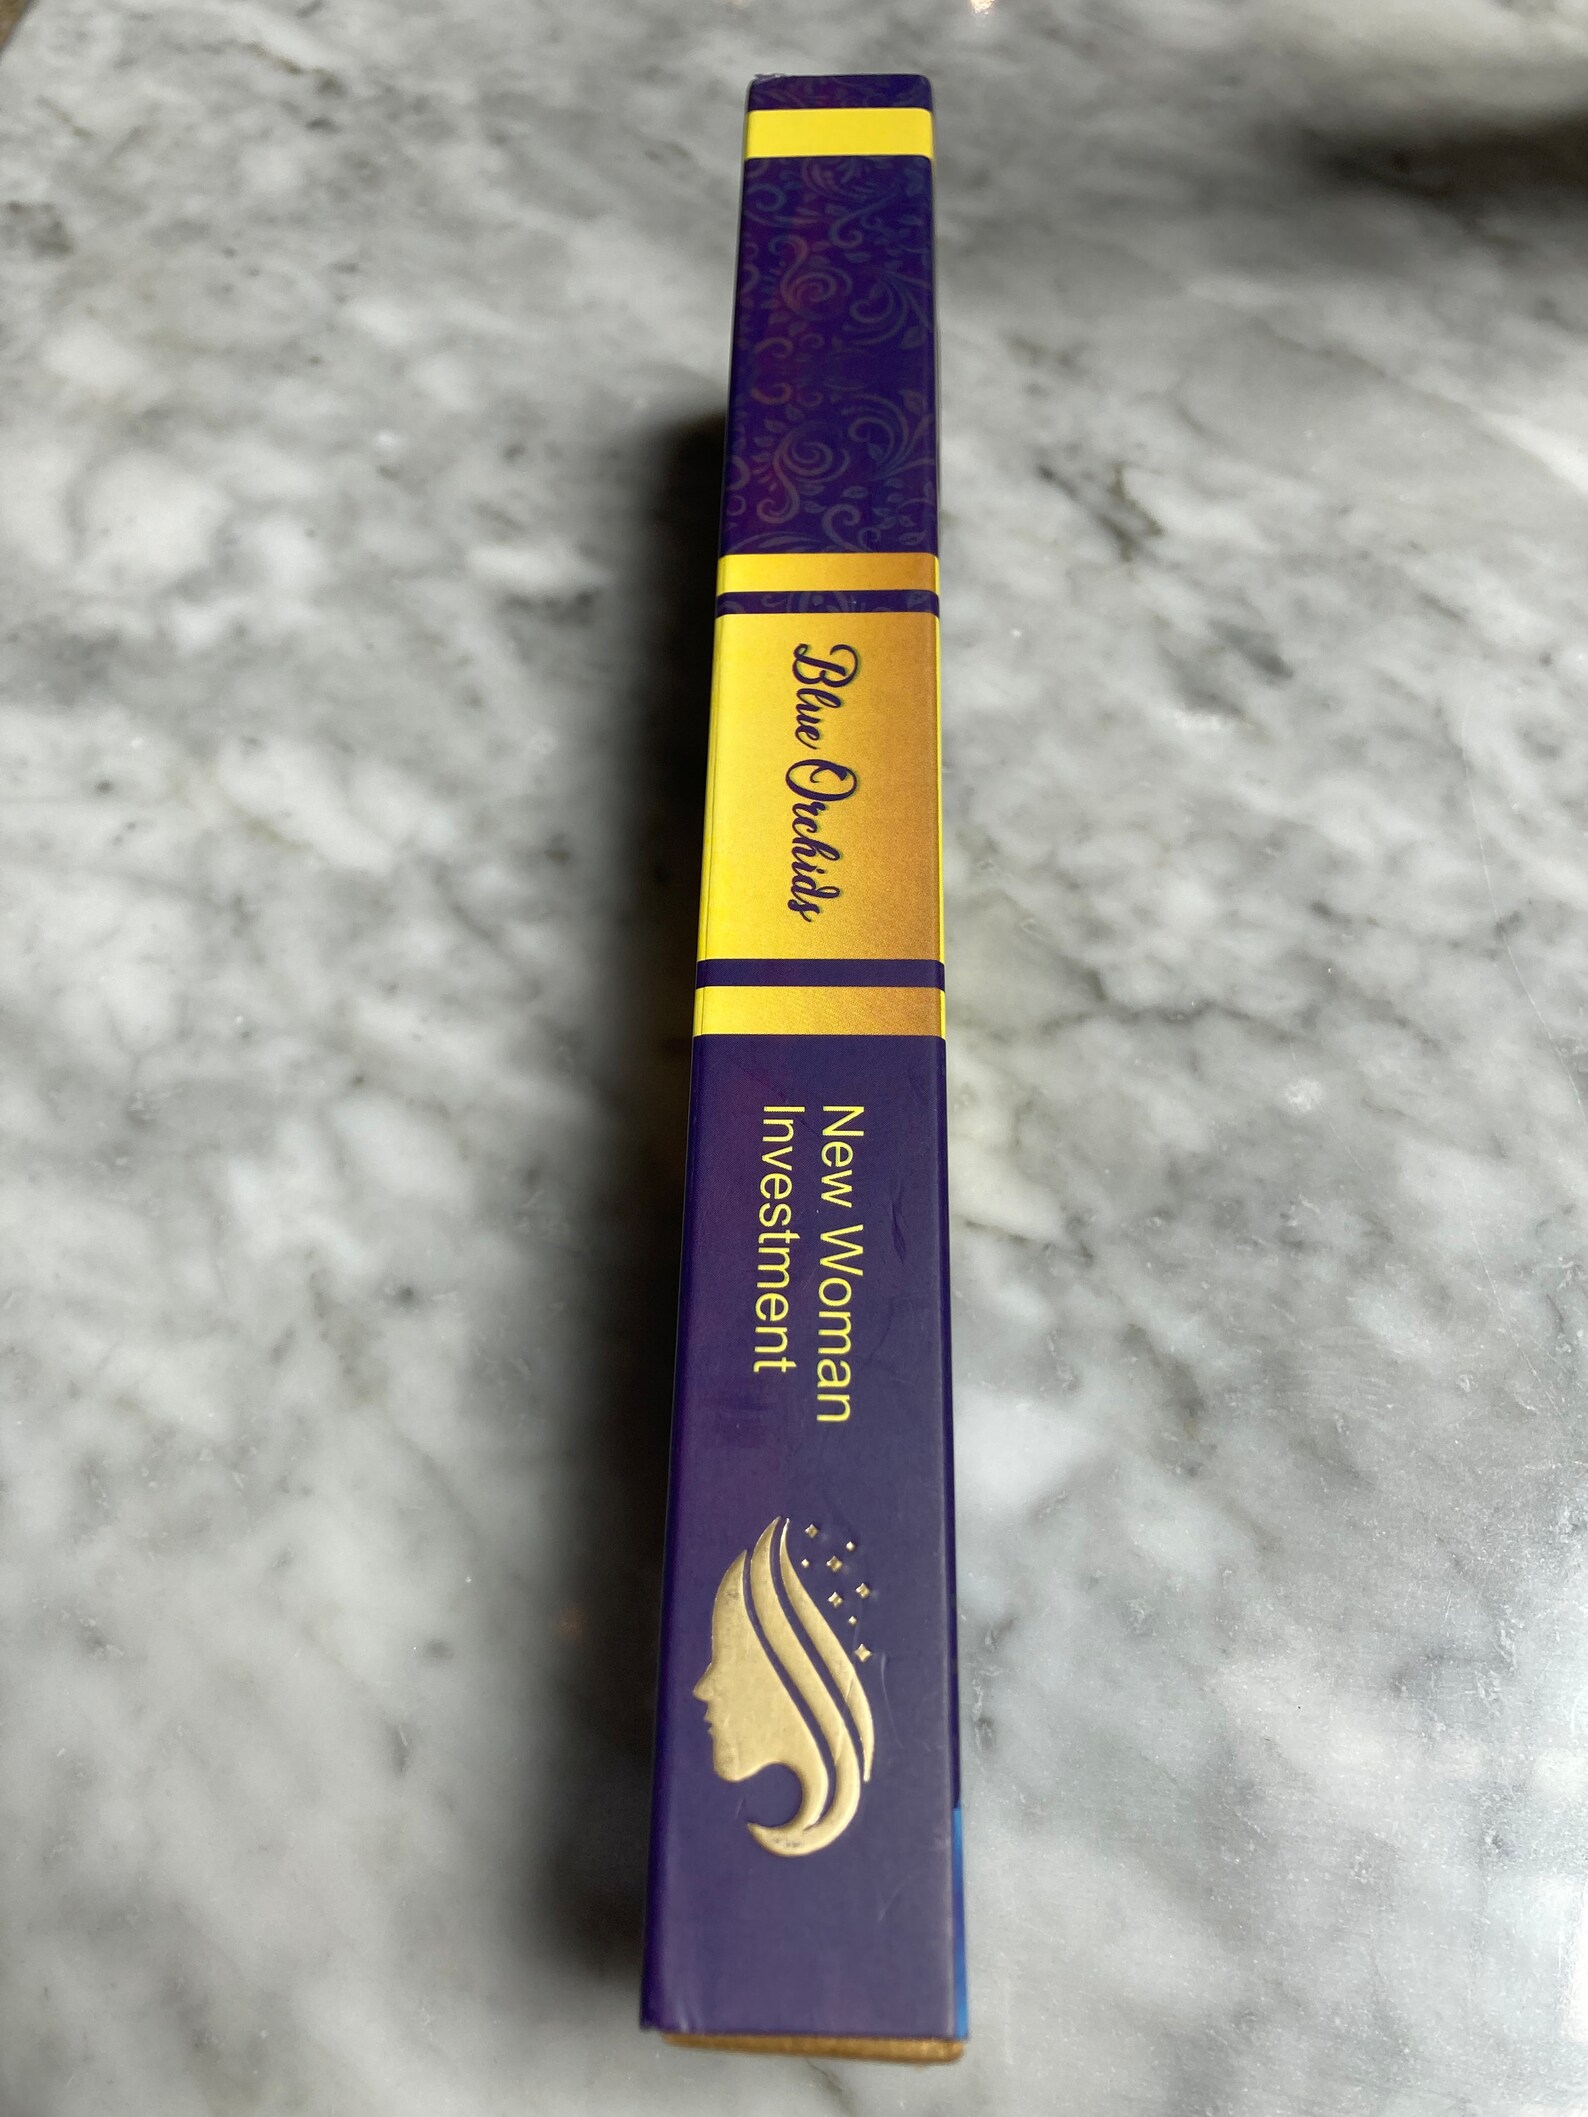 Blue Orchids
New Woman
Investment